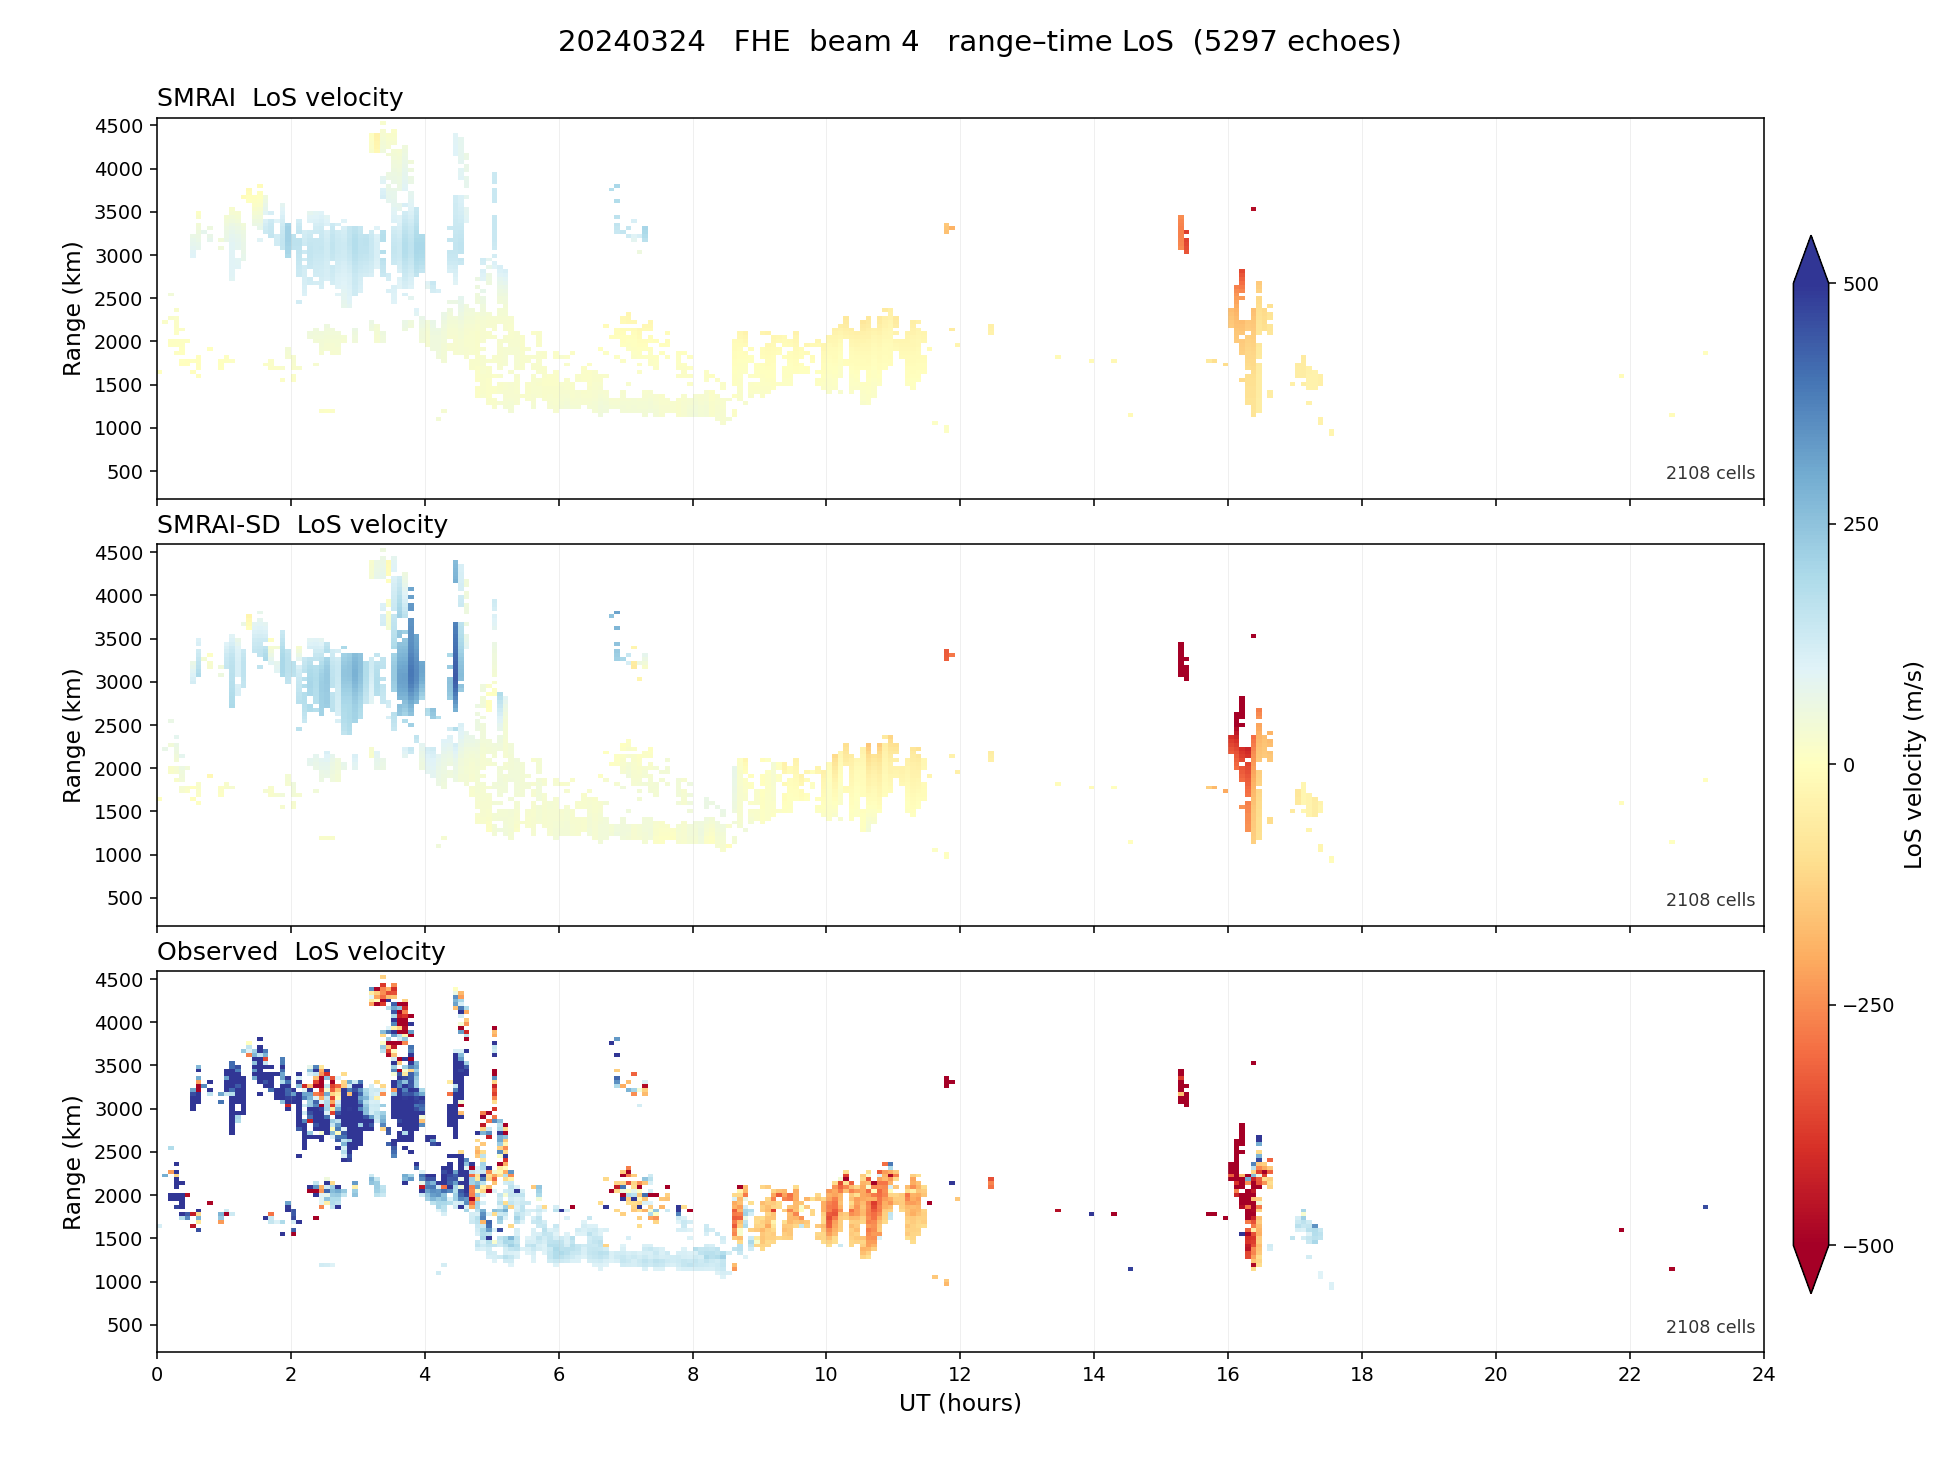 20240324   FHE  beam 4   range–time LoS  (5297 echoes)
SMRAI  LoS velocity
4500
4000
3500
3000
2500
2000
1500
1000
500
Range (km)
2108 cells
SMRAI-SD  LoS velocity
4500
4000
3500
3000
2500
2000
1500
1000
500
Range (km)
2108 cells
Observed  LoS velocity
4500
4000
3500
3000
2500
2000
1500
1000
500
Range (km)
2108 cells
0 2 4 6 8 10 12 14 16 18 20 22 24
UT (hours)
500
250
0
−250
−500
LoS velocity (m/s)